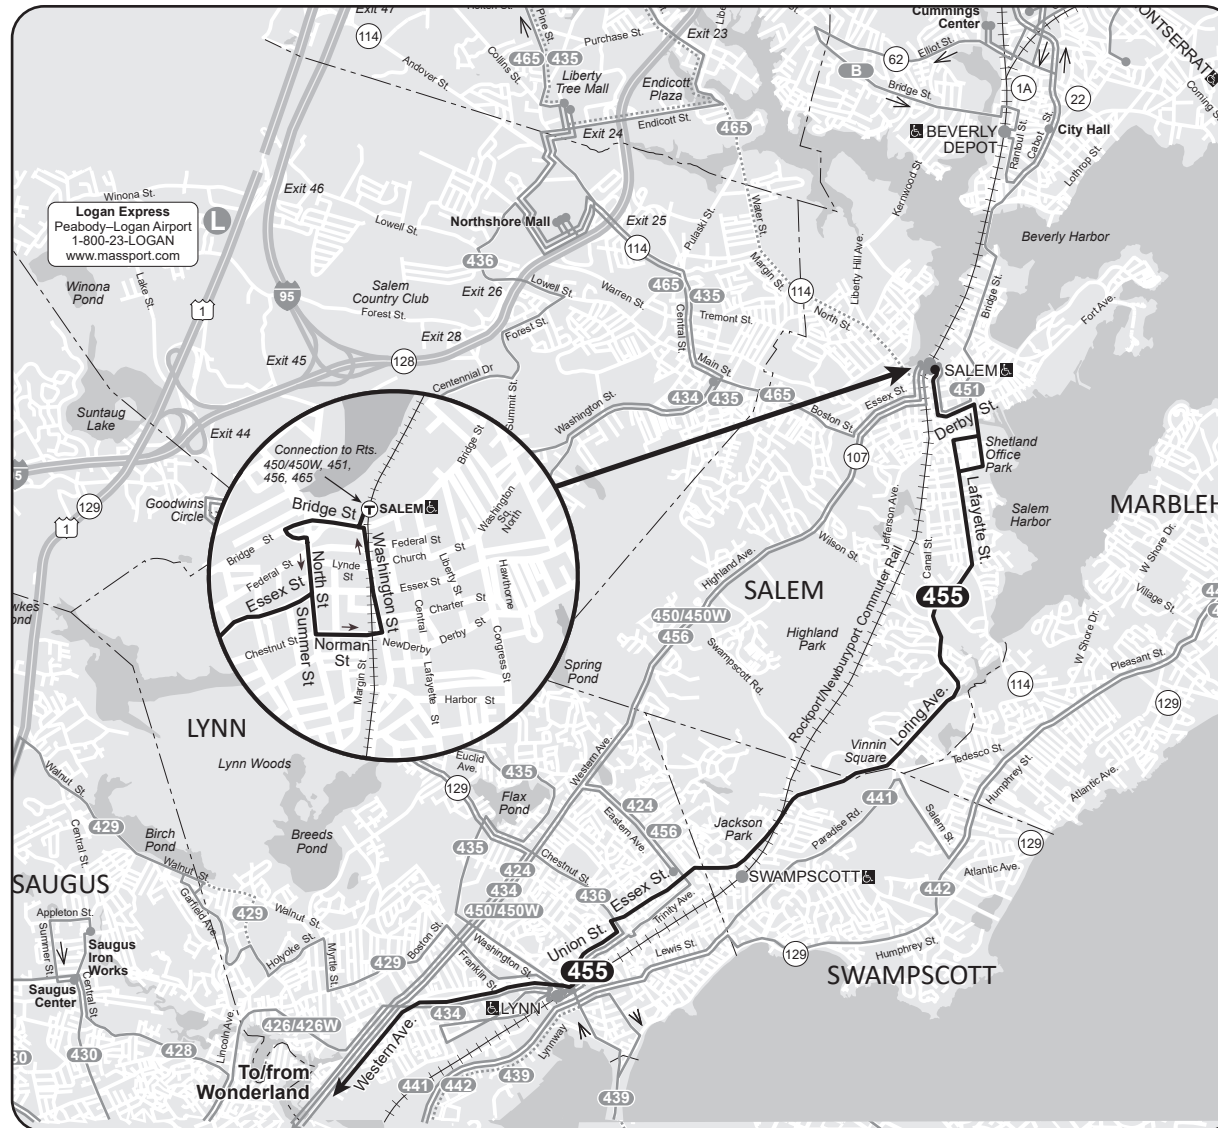 Exit 47
114
Pine St.
Purchase St.
Exit 23
Cummings
Center
MONTSERRAT
Collins St.
465
435
Andover St.
Liberty
Tree Mall
Endicott
Plaza
B
62
Elliot St.
Bridge St.
1A
22
Corning St.
Exit 24
Endicott St.
465
BEVERLY
DEPOT
Rantoul St.
Cabot St.
City Hall
Lothrop St.
Exit 46
Winona St.
Logan Express
Peabody–Logan Airport
1-800-23-LOGAN
www.massport.com
L
Lowell St.
Northshore Mall
Exit 25
114
Pulaski St.
Water St.
Kernwood St
Beverly Harbor
Winona
Pond
Lake St.
436
Liberty Hill Ave.
Margin St.
95
1
Salem
Country Club
Forest St.
Exit 26
Lowell St.
Warren St.
465
435
114
Bridge St.
Fort Ave.
Tremont St.
North St.
Central St.
Exit 28
Forest St.
Exit 45
128
Centennial Dr
Main St.
SALEM
Summit St.
434
435
465
Essex St.
451
Suntaug
Lake
Washington St.
Boston St.
Derby St.
Exit 44
Connection to Rts.
450/450W, 451,
456, 465
Bridge St.
107
Shetland
Office
Park
129
1
Goodwins
Circle
Bridge St
SALEM
Washington
Sq.
North
Lafayette St.
Salem
Harbor
MARBLEH
Jefferson Ave.
Bridge St
Federal St
Church St
Lynde
St
Federal St
Essex St
North St
Washington St
Essex St
Liberty St
Charter St
Central
Hawthorne
Wilson St.
Canal St.
W Shore Dr.
Highland Ave.
SALEM
455
Village St.
450/450W
456
Chestnut St
Summer St
Norman
St
NewDerby
Derby St
Congress St
Highland
Park
W Shore Dr.
Swampscott Rd.
Margin St
Lafayette St
Harbor St
Spring
Pond
Pleasant St.
114
129
LYNN
Lynn Woods
Rockport/Newburyport Commuter Rail
Loring Ave.
Vinnin
Square
Tedesco St.
Humphrey St.
Atlantic Ave.
Walnut St.
Euclid
Ave.
435
129
Western Ave.
Flax
Pond
424
456
Eastern Ave.
441
Jackson
Park
Paradise Rd.
Salem St.
129
429
Central St.
Birch
Pond
Breeds
Pond
435
Chestnut St.
424
434
450/450W
436
Essex St.
SWAMPSCOTT
Atlantic Ave.
442
SAUGUS
Walnut St.
Garfield Ave.
Appleton St.
Summer St.
Saugus
Iron
Works
429
Walnut St.
Holyoke St.
Myrtle St.
429
Boston St.
Washington St.
Franklin St.
Union St.
Trinity Ave.
Lewis St.
129
Humphrey St.
SWAMPSCOTT
455
Saugus
Center
Central St.
LYNN
434
426/426W
Lincoln Ave.
428
430
Western Ave.
Lynnway
To/from
Wonderland
441
442
439
439